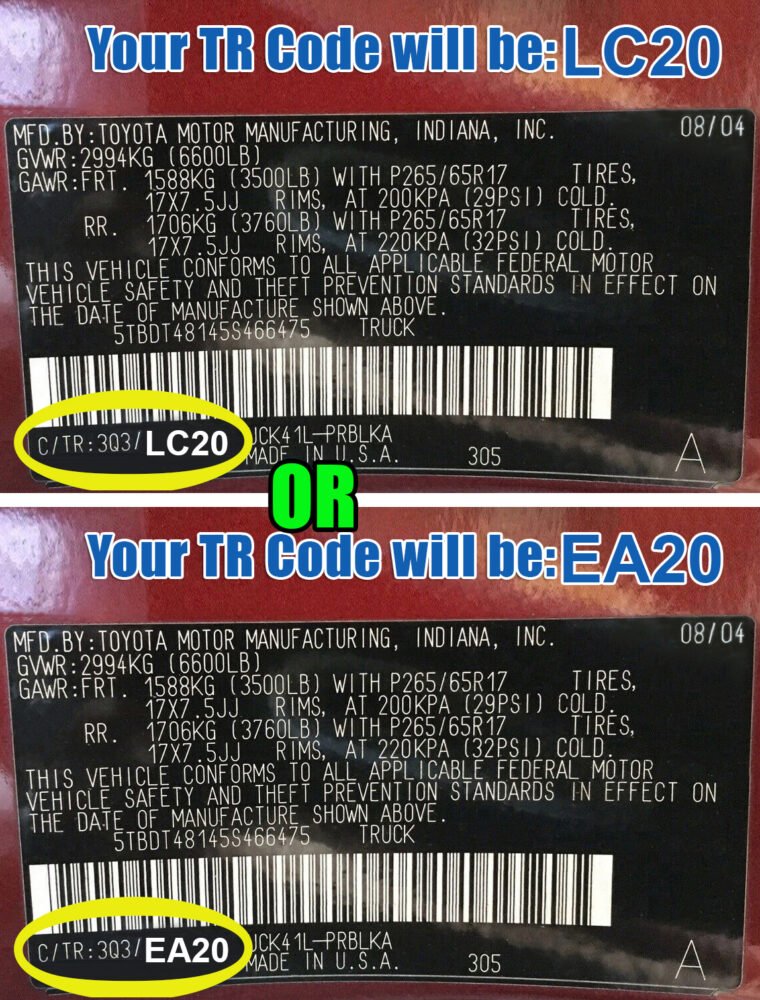 Your TR Code will be: LC20
MFD.BY:TOYOTA MOTOR MANUFACTURING, INDIANA, INC. 08/04
GVWR:2994KG (6600LB)
GAWR:FRT. 1588KG (3500LB) WITH P265/65R17 TIRES,
17X7.5JJ RIMS, AT 200KPA (29PSI) COLD.
RR. 1706KG (3760LB) WITH P265/65R17 TIRES,
17X7.5JJ RIMS, AT 220KPA (32PSI) COLD.
THIS VEHICLE CONFORMS TO ALL APPLICABLE FEDERAL MOTOR
VEHICLE SAFETY AND THEFT PREVENTION STANDARDS IN EFFECT ON
THE DATE OF MANUFACTURE SHOWN ABOVE.
5TBDT48145S466475 TRUCK
C/TR:3Q3/LC20 UCK41L-PRBLKA
MADE IN U.S.A. 305 A
OR
Your TR Code will be:EA20
MFD.BY:TOYOTA MOTOR MANUFACTURING, INDIANA, INC. 08/04
GVWR:2994KG (6600LB)
GAWR:FRT. 1588KG (3500LB) WITH P265/65R17 TIRES,
17X7.5JJ RIMS, AT 200KPA (29PSI) COLD.
RR. 1706KG (3760LB) WITH P265/65R17 TIRES,
17X7.5JJ RIMS, AT 220KPA (32PSI) COLD.
THIS VEHICLE CONFORMS TO ALL APPLICABLE FEDERAL MOTOR
VEHICLE SAFETY AND THEFT PREVENTION STANDARDS IN EFFECT ON
THE DATE OF MANUFACTURE SHOWN ABOVE.
5TBDT48145S466475 TRUCK
C/TR:3Q3/EA20 UCK41L-PRBLKA
MADE IN U.S.A. 305 A